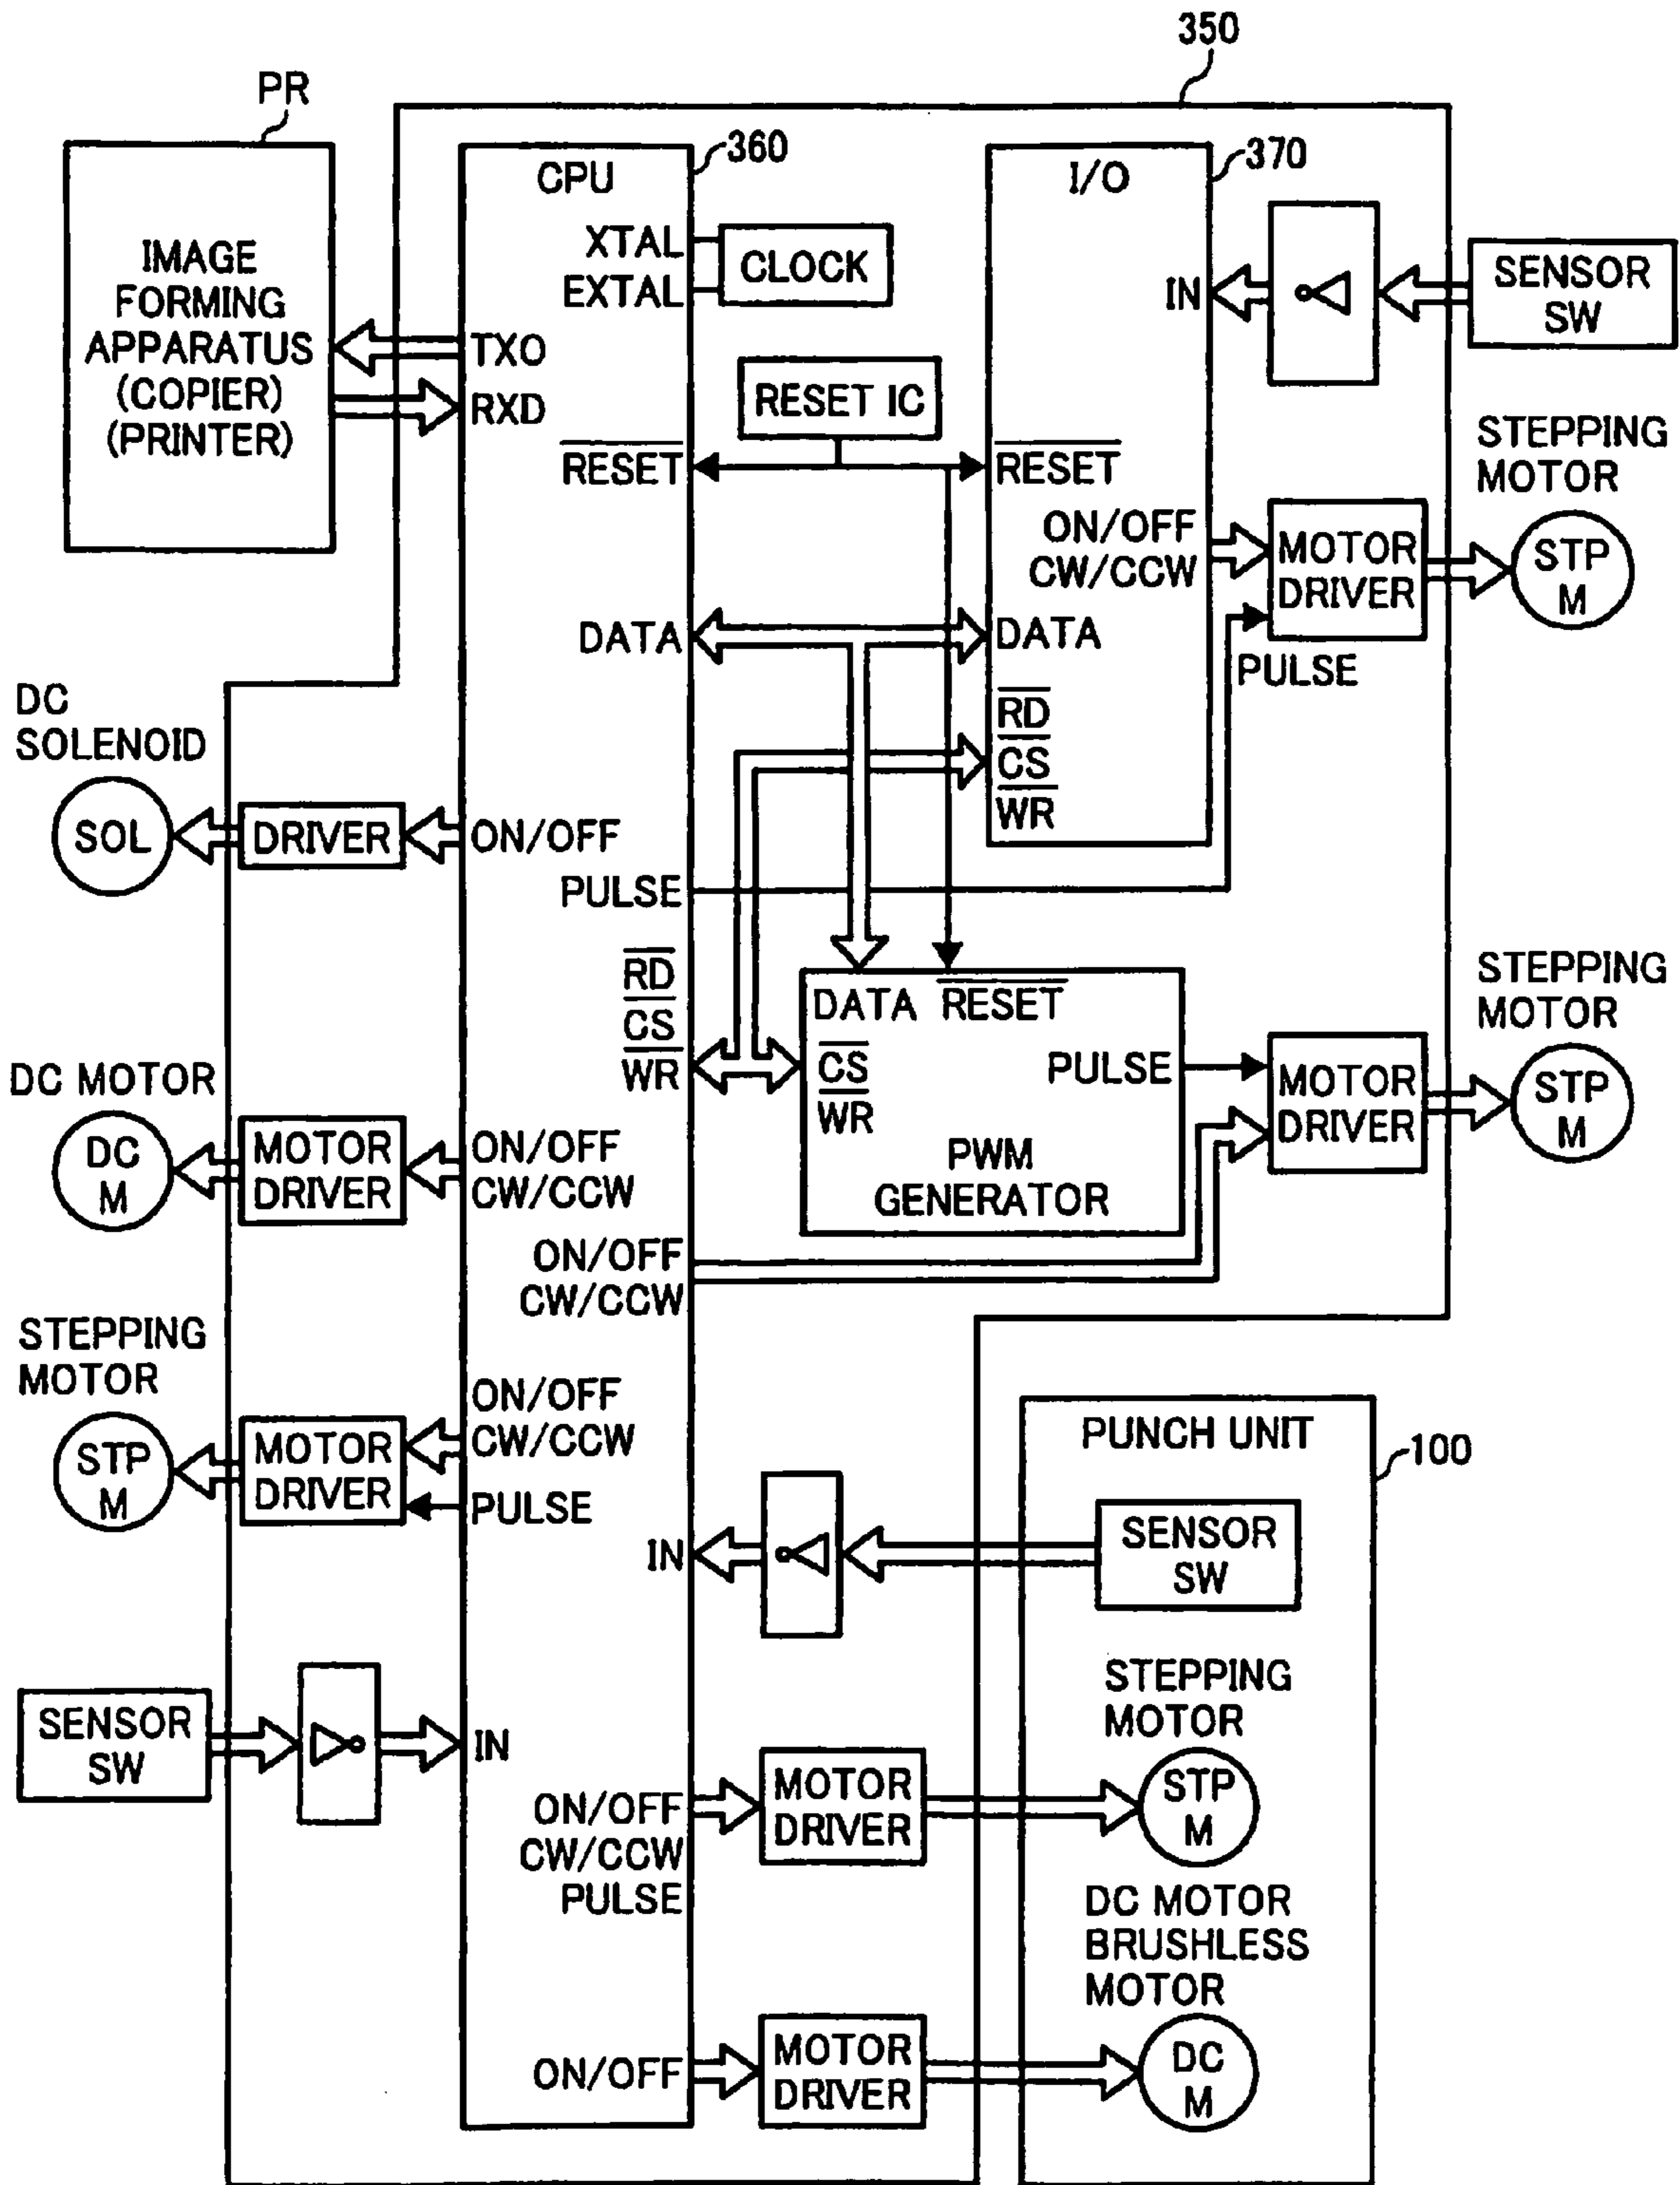 350
PR
360
CPU
370
I/O
IMAGE
FORMING
APPARATUS
(COPIER)
(PRINTER)
XTAL
EXTAL
CLOCK
TXO
RXD
RESET IC
RESET
RESET
IN
SENSOR
SW
STEPPING
MOTOR
ON/OFF
CW/CCW
MOTOR
DRIVER
STP
M
DATA
DATA
PULSE
RD
CS
WR
DC
SOLENOID
SOL
DRIVER
ON/OFF
PULSE
RD
CS
WR
DATA RESET
CS
WR
PULSE
PWM
GENERATOR
STEPPING
MOTOR
MOTOR
DRIVER
STP
M
DC MOTOR
DC
M
MOTOR
DRIVER
ON/OFF
CW/CCW
ON/OFF
CW/CCW
STEPPING
MOTOR
STP
M
MOTOR
DRIVER
ON/OFF
CW/CCW
PULSE
PUNCH UNIT
100
IN
SENSOR
SW
SENSOR
SW
IN
STEPPING
MOTOR
ON/OFF
CW/CCW
PULSE
MOTOR
DRIVER
STP
M
DC MOTOR
BRUSHLESS
MOTOR
ON/OFF
MOTOR
DRIVER
DC
M